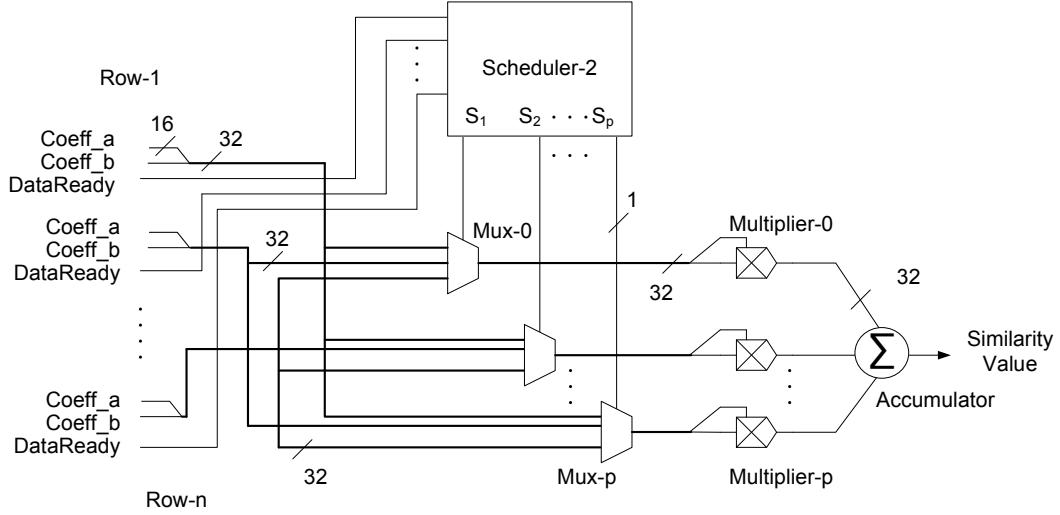 Scheduler-2
S1 S2 · · · Sp
Row-1
16
32
Coeff_a
Coeff_b
DataReady
1
Coeff_a
Coeff_b
DataReady
32
Mux-0
Multiplier-0
32
32
Σ
Similarity
Value
Accumulator
Coeff_a
Coeff_b
DataReady
32
Mux-p
Multiplier-p
Row-n